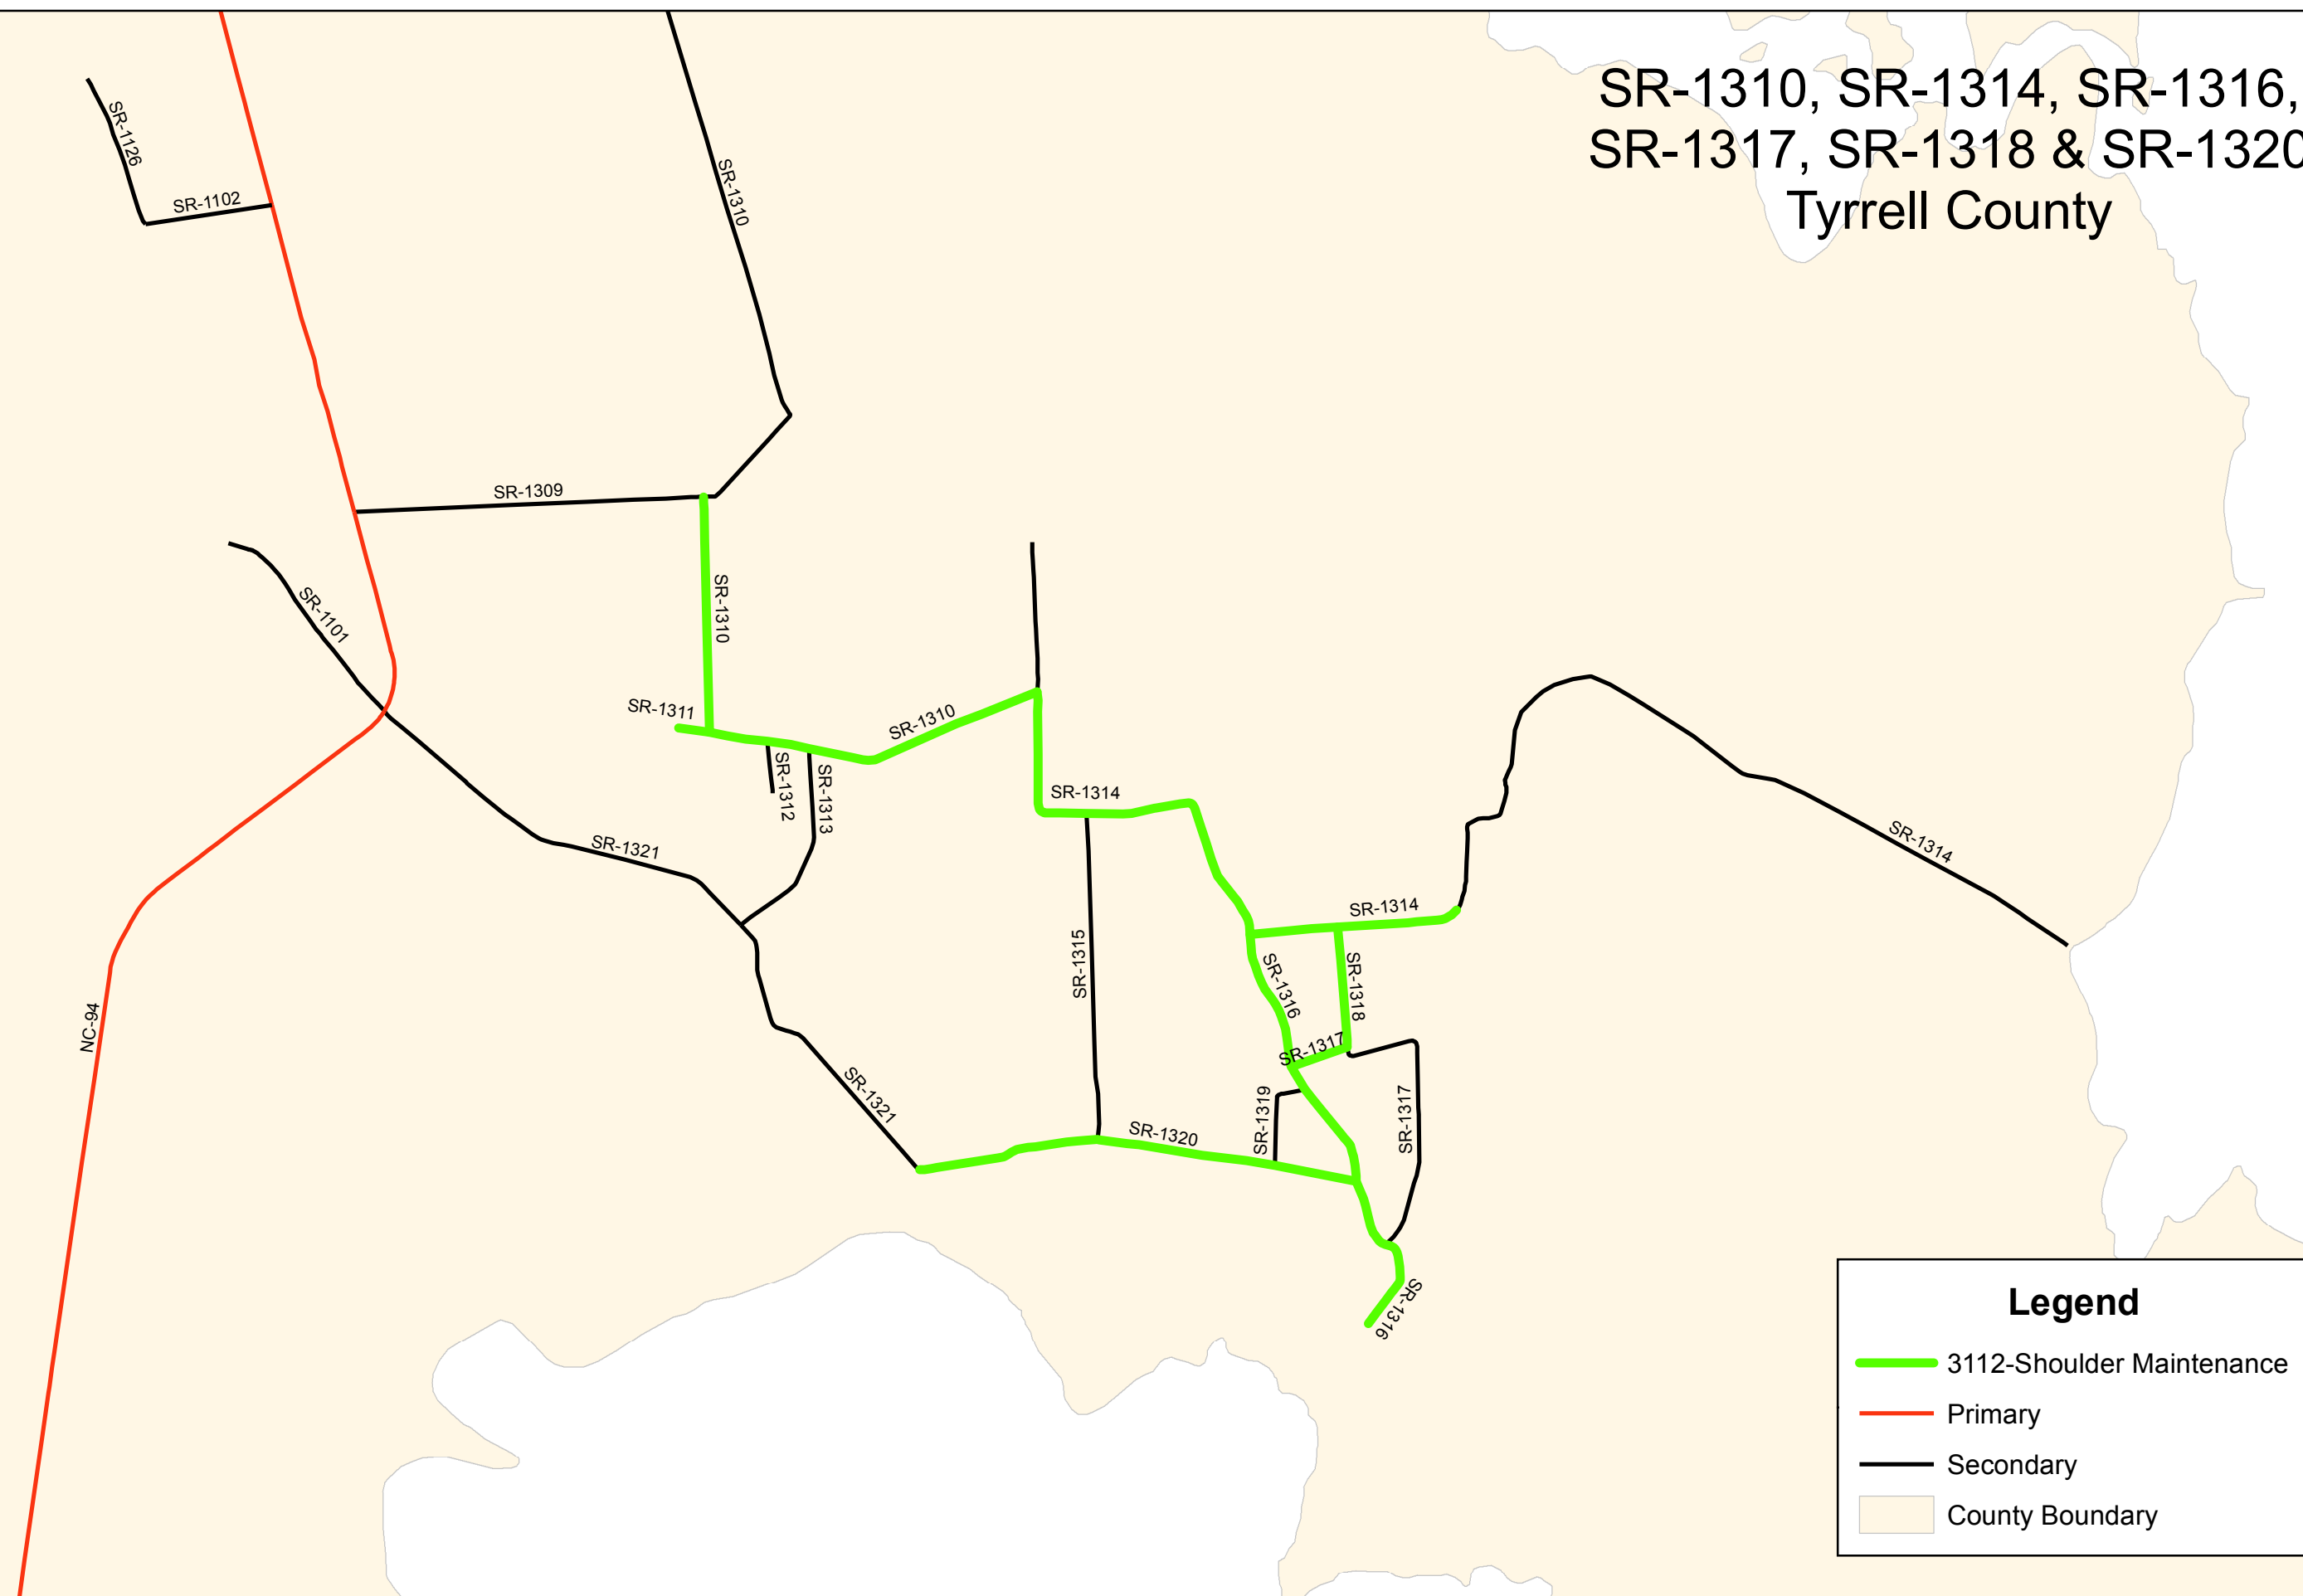 SR-1310, SR-1314, SR-1316,
SR-1317, SR-1318 & SR-1320
Tyrrell County
SR-1126
SR-1102
SR-1310
SR-1309
SR-1101
SR-1310
SR-1311
SR-1310
SR-1312
SR-1313
SR-1314
SR-1321
SR-1314
SR-1314
SR-1315
SR-1316
SR-1318
NC-94
SR-1317
SR-1321
SR-1319
SR-1317
SR-1320
SR-1316
Legend
3112-Shoulder Maintenance
Primary
Secondary
County Boundary